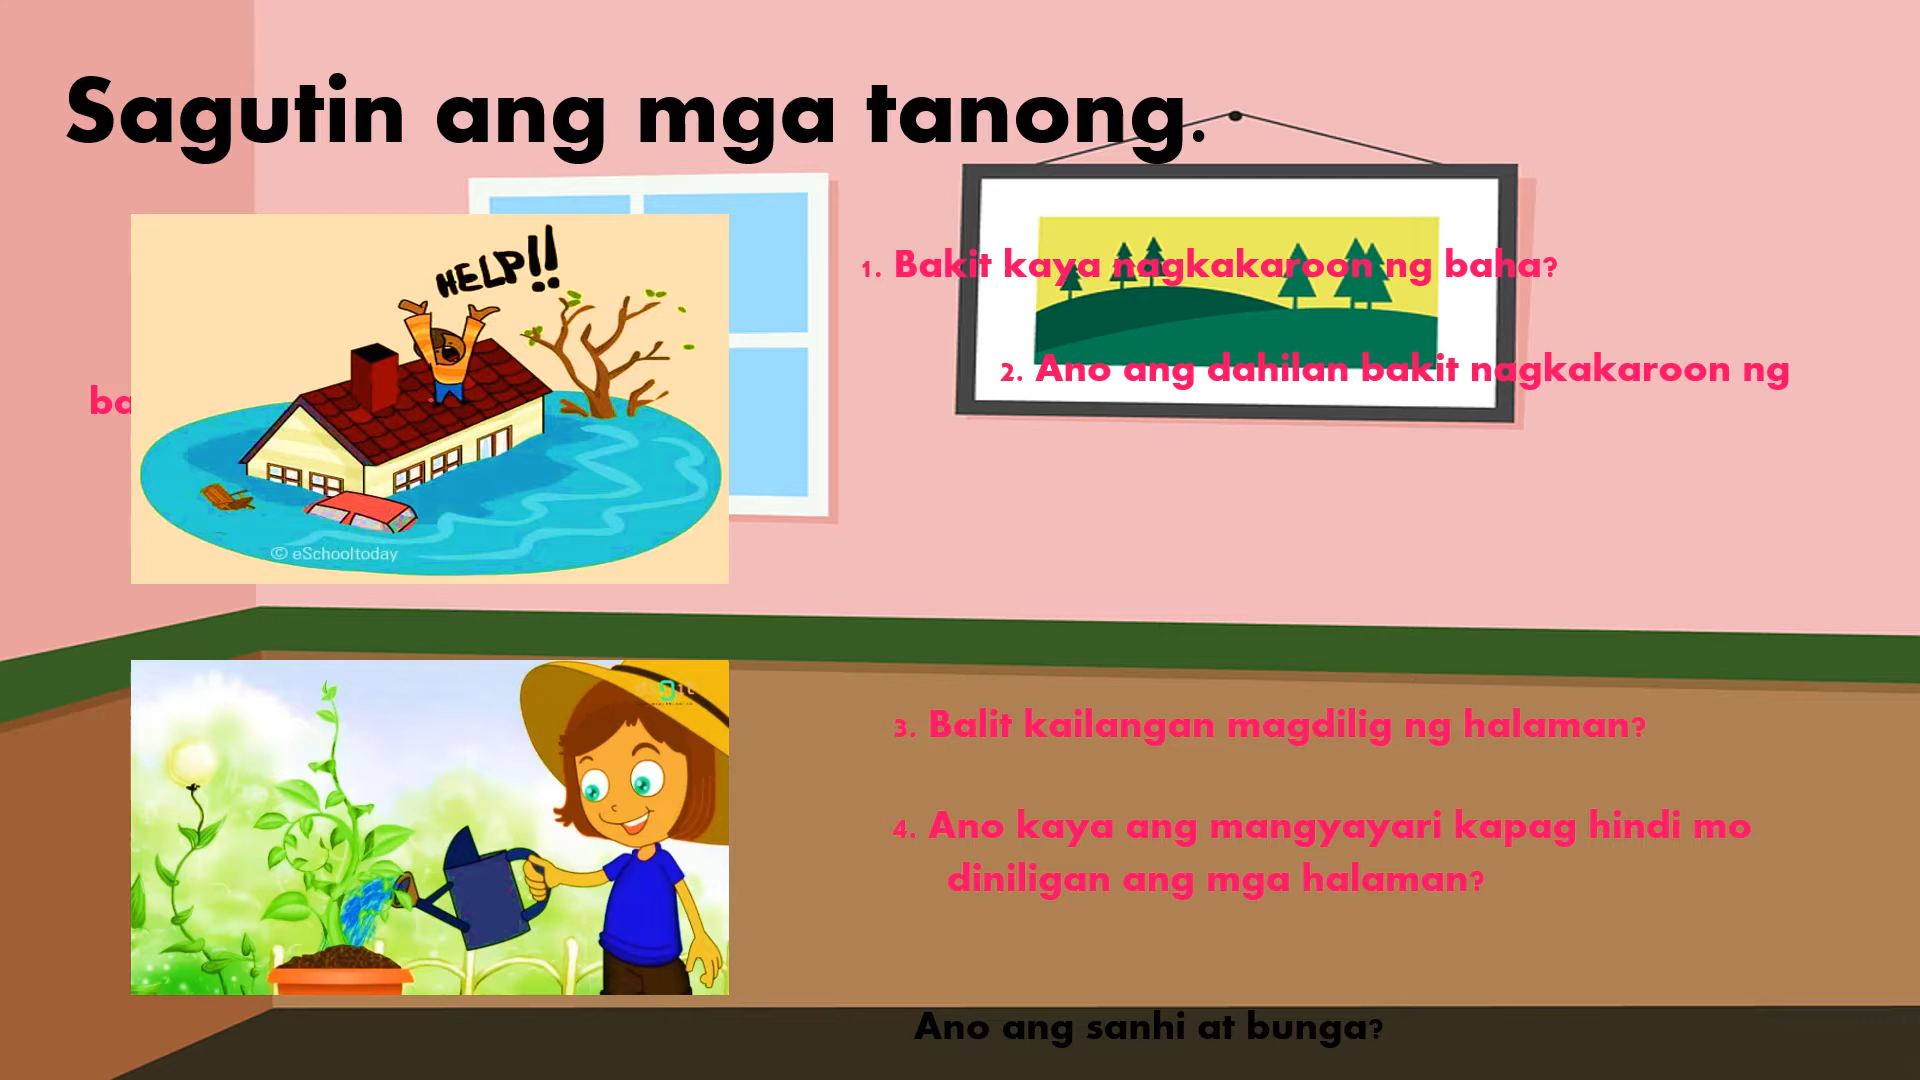 Sagutin ang mga tanong.
HELP!!
1. Bakit kaya nagkakaroon ng baha?
2. Ano ang dahilan bakit nagkakaroon ng
© eSchooltoday
3. Balit kailangan magdilig ng halaman?
4. Ano kaya ang mangyayari kapag hindi mo
diniligan ang mga halaman?
Ano ang sanhi at bunga?